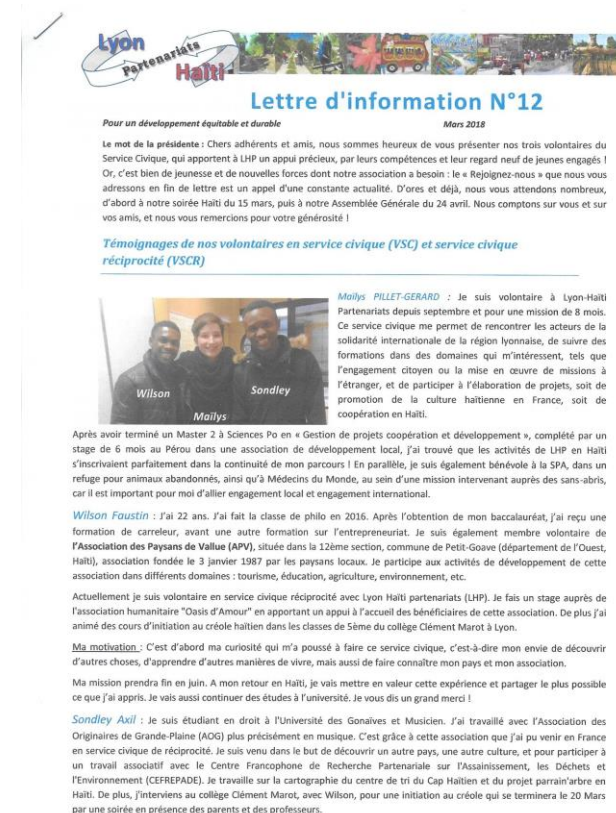 Lyon
Partenariats
Haïti
Lettre d'information N°12
Pour un développement équitable et durable Mars 2018
Le mot de la présidente : Chers adhérents et amis, nous sommes heureux de vous présenter nos trois volontaires du
Service Civique, qui apportent à LHP un appui précieux, par leurs compétences et leur regard neuf de jeunes engagés !
Or, c'est bien de jeunesse et de nouvelles forces dont notre association a besoin : le « Rejoignez-nous » que nous vous
adressons en fin de lettre est un appel d'une constante actualité. D'ores et déjà, nous vous attendons nombreux,
d'abord à notre soirée Haïti du 15 mars, puis à notre Assemblée Générale du 24 avril. Nous comptons sur vous et sur
vos amis, et nous vous remercions pour votre générosité !
Témoignages de nos volontaires en service civique (VSC) et service civique
réciprocité (VSCR)
Wilson
Maïlys
Sondley
Maïlys PILLET-GERARD : Je suis volontaire à Lyon-Haïti
Partenariats depuis septembre et pour une mission de 8 mois.
Ce service civique me permet de rencontrer les acteurs de la
solidarité internationale de la région lyonnaise, de suivre des
formations dans des domaines qui m'intéressent, tels que
l'engagement citoyen ou la mise en œuvre de missions à
l'étranger, et de participer à l'élaboration de projets, soit de
promotion de la culture haïtienne en France, soit de
coopération en Haïti.
Après avoir terminé un Master 2 à Sciences Po en « Gestion de projets coopération et développement », complété par un
stage de 6 mois au Pérou dans une association de développement local, j'ai trouvé que les activités de LHP en Haïti
s'inscrivaient parfaitement dans la continuité de mon parcours ! En parallèle, je suis également bénévole à la SPA, dans un
refuge pour animaux abandonnés, ainsi qu'à Médecins du Monde, au sein d'une mission intervenant auprès des sans-abris,
car il est important pour moi d'allier engagement local et engagement international.
Wilson Faustin : J'ai 22 ans. J'ai fait la classe de philo en 2016. Après l'obtention de mon baccalauréat, j'ai reçu une
formation de carreleur, avant une autre formation sur l'entrepreneuriat. Je suis également membre volontaire de
l'Association des Paysans de Vallue (APV), située dans la 12ème section, commune de Petit-Goave (département de l'Ouest,
Haïti), association fondée le 3 janvier 1987 par les paysans locaux. Je participe aux activités de développement de cette
association dans différents domaines : tourisme, éducation, agriculture, environnement, etc.
Actuellement je suis volontaire en service civique réciprocité avec Lyon Haïti partenariats (LHP). Je fais un stage auprès de
l'association humanitaire "Oasis d'Amour" en apportant un appui à l'accueil des bénéficiaires de cette association. De plus j'ai
animé des cours d'initiation au créole haïtien dans les classes de 5ème du collège Clément Marot à Lyon.
Ma motivation : C'est d'abord ma curiosité qui m'a poussé à faire ce service civique, c'est-à-dire mon envie de découvrir
d'autres choses, d'apprendre d'autres manières de vivre, mais aussi de faire connaître mon pays et mon association.
Ma mission prendra fin en juin. A mon retour en Haïti, je vais mettre en valeur cette expérience et partager le plus possible
ce que j'ai appris. Je vais aussi continuer des études à l'université. Je vous dis un grand merci !
Sondley Axil : Je suis étudiant en droit à l'Université des Gonaïves et Musicien. J'ai travaillé avec l'Association des
Originaires de Grande-Plaine (AOG) plus précisément en musique. C'est grâce à cette association que j'ai pu venir en France
en service civique de réciprocité. Je suis venu dans le but de découvrir un autre pays, une autre culture, et pour participer à
un travail associatif avec le Centre Francophone de Recherche Partenariale sur l'Assainissement, les Déchets et
l'Environnement (CEFREPADE). Je travaille sur la cartographie du centre de tri du Cap Haïtien et du projet parrain'arbre en
Haïti. De plus, j'interviens au collège Clément Marot, avec Wilson, pour une initiation au créole qui se terminera le 20 Mars
par une soirée en présence des parents et des professeurs.